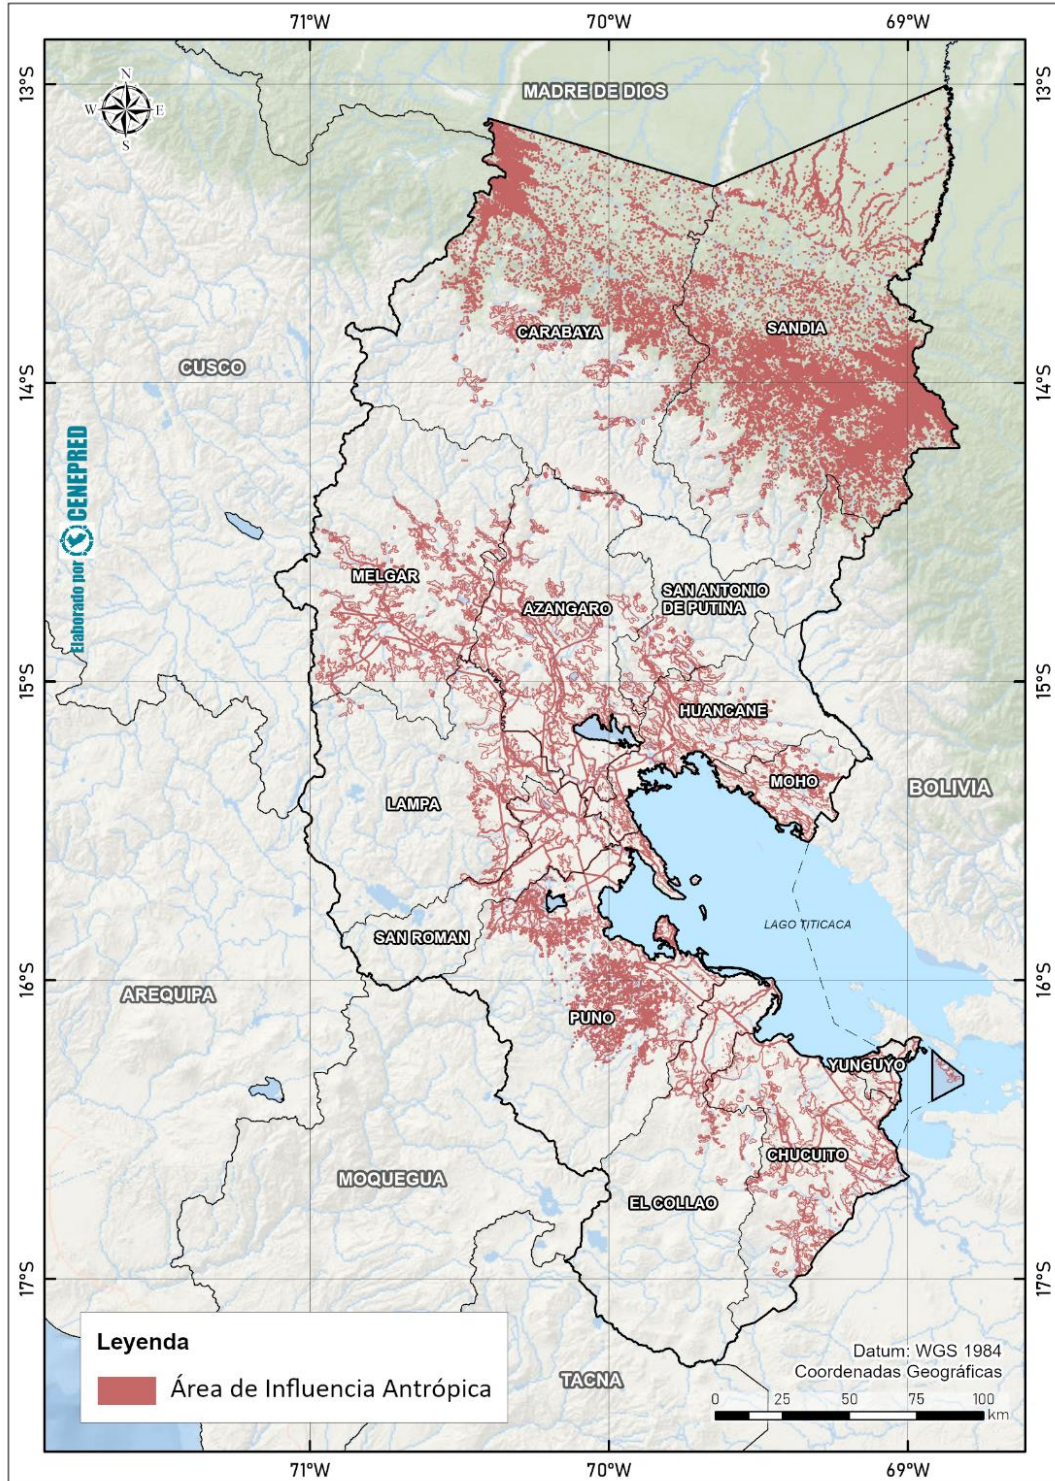 71°W 70°W 69°W
13°S 13°S
N
W E
S
MADRE DE DIOS
CARABAYA
SANDIA
CUSCO
14°S 14°S
Elaborado por CENEPRED
MELGAR
AZANGARO
SAN ANTONIO
DE PUTINA
15°S 15°S
HUANCANE
MOHO
BOLIVIA
LAMPA
LAGO TITICACA
SAN ROMAN
16°S 16°S
AREQUIPA
PUNO
YUNGUYO
CHUCUITO
MOQUEGUA
EL COLLAO
17°S 17°S
Leyenda
Área de Influencia Antrópica
TACNA
Datum: WGS 1984
Coordenadas Geográficas
0 25 50 75 100
km
71°W 70°W 69°W